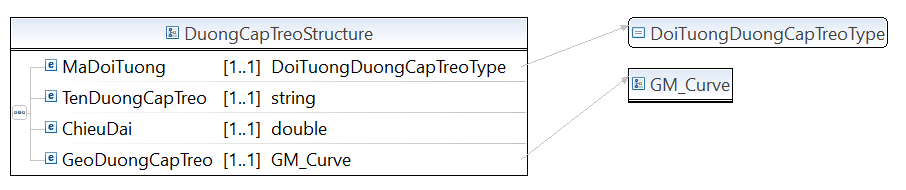 DuongCapTreoStructure
MaDoiTuong [1..1] DoiTuongDuongCapTreoType
TenDuongCapTreo [1..1] string
ChieuDai [1..1] double
GeoDuongCapTreo [1..1] GM_Curve
DoiTuongDuongCapTreoType
GM_Curve